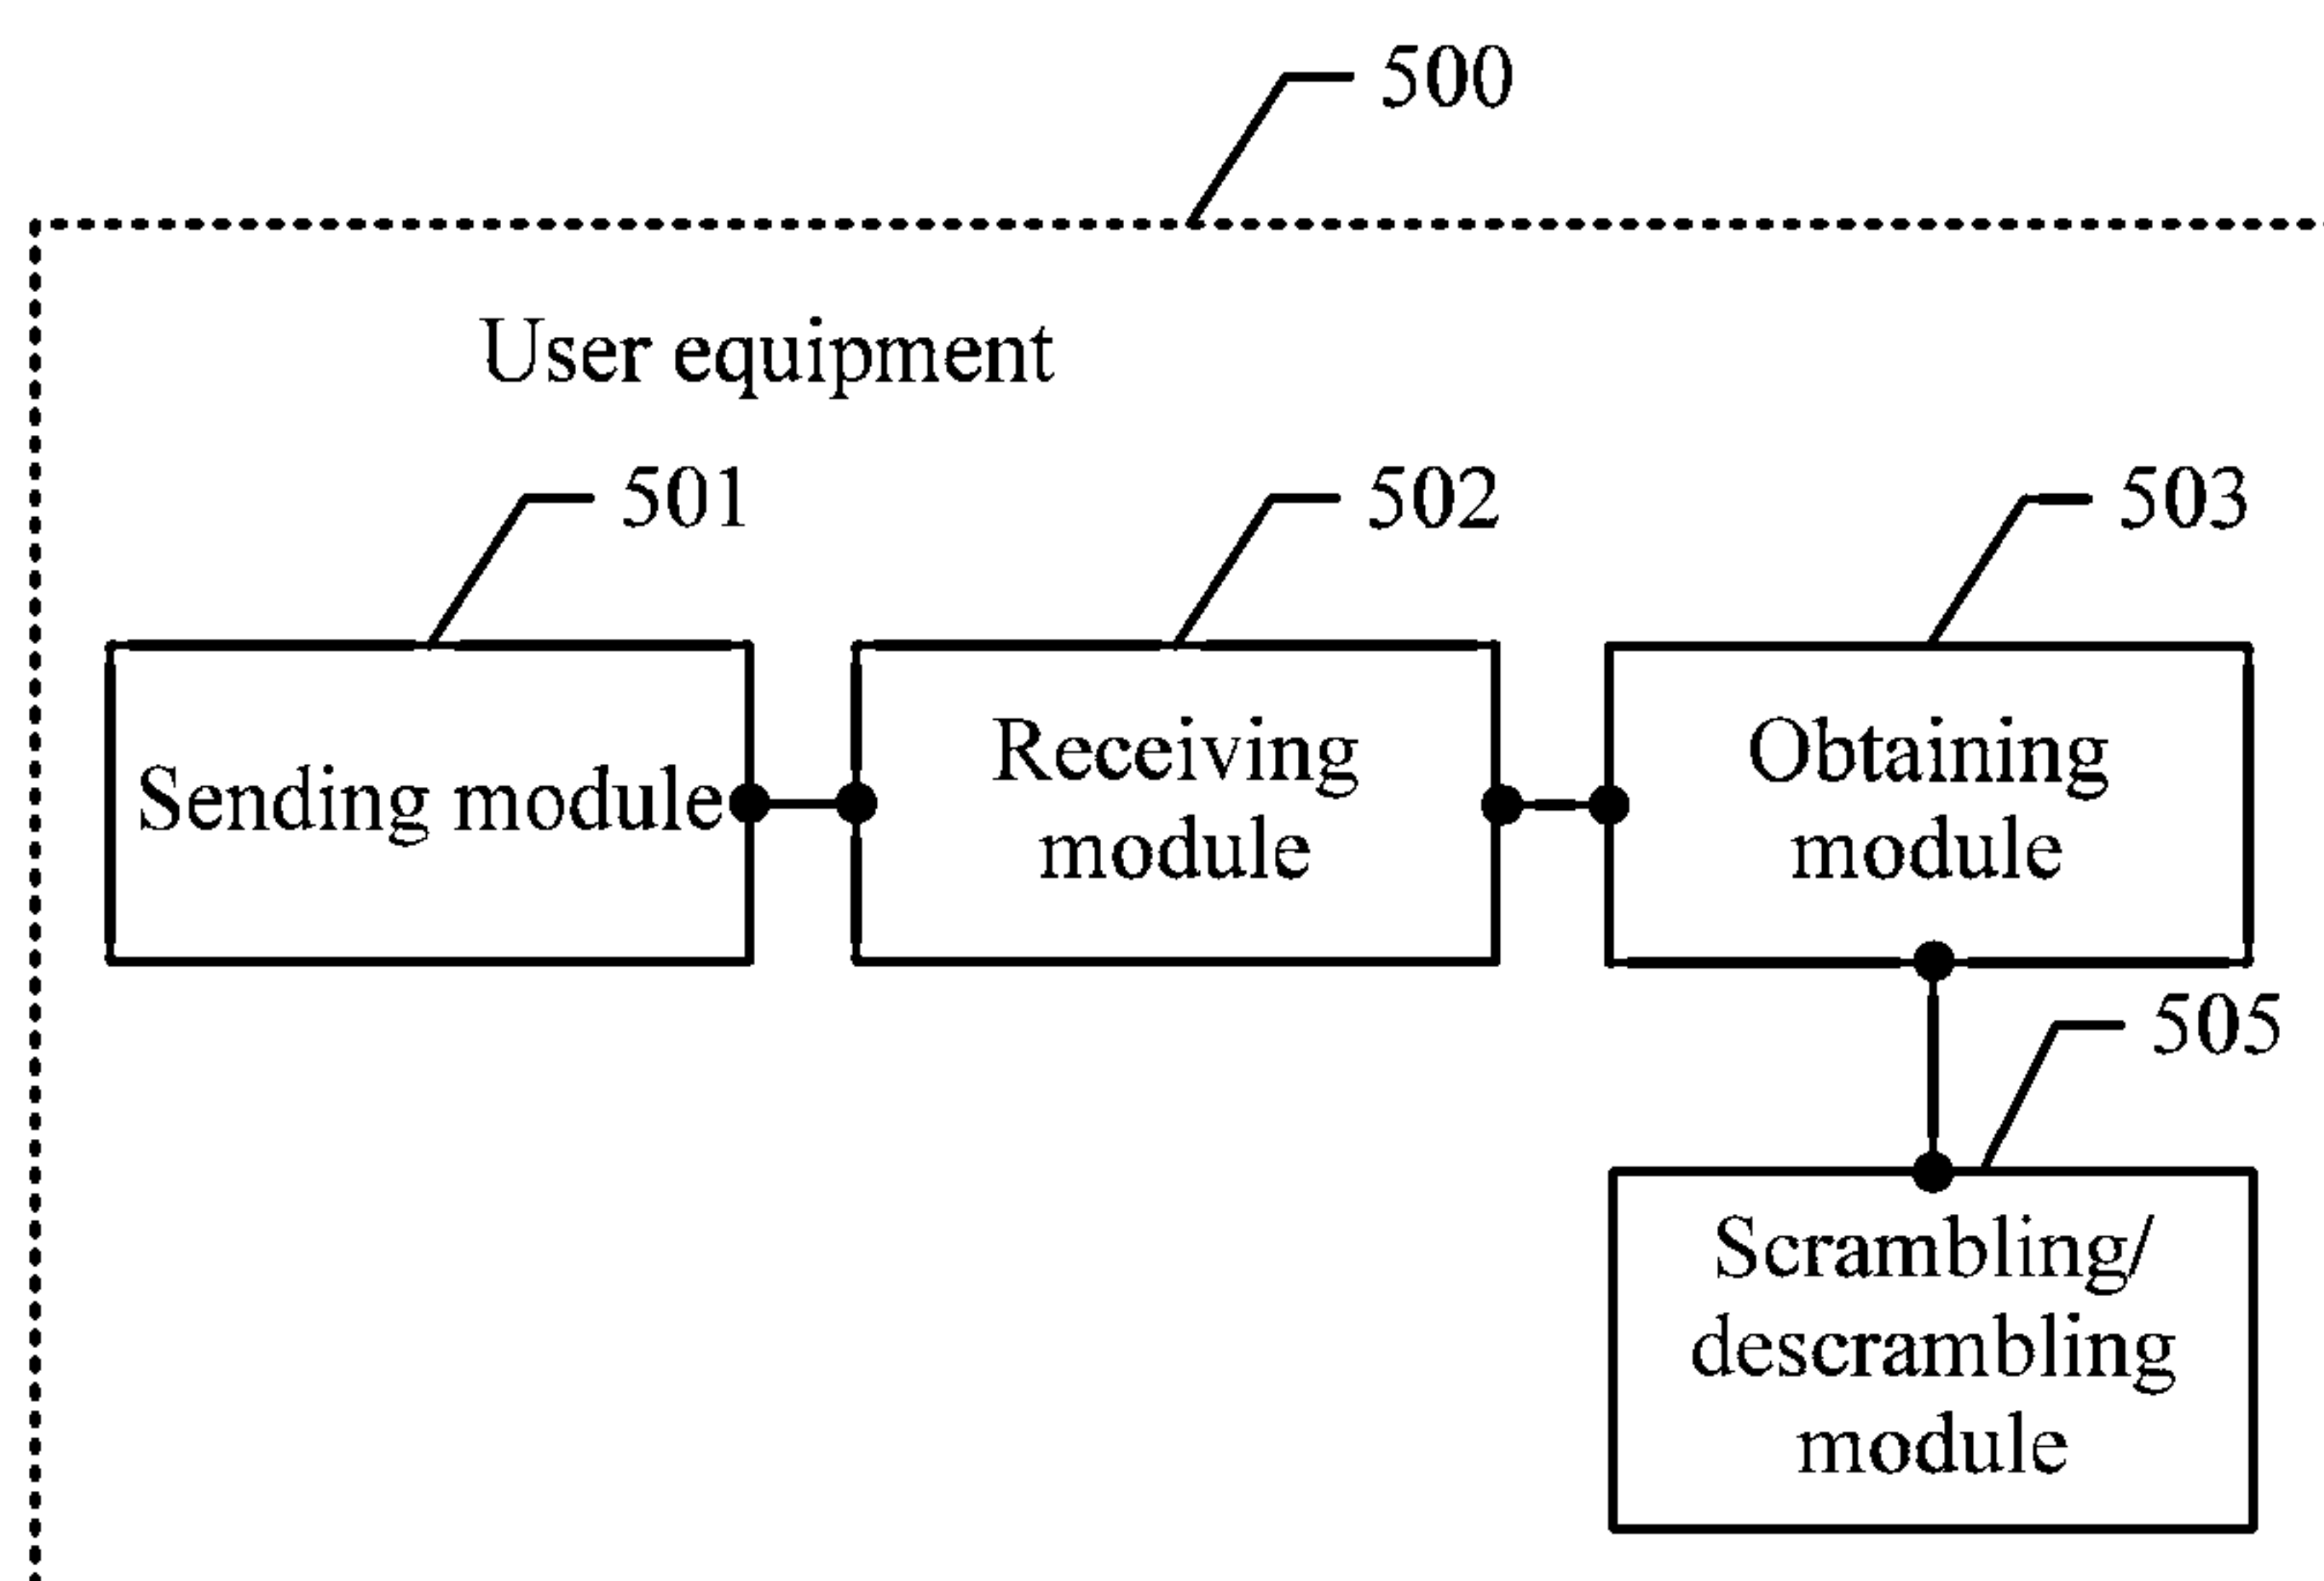 500
User equipment
501
502
503
Sending module
Receiving
module
Obtaining
module
505
Scrambling/
descrambling
module